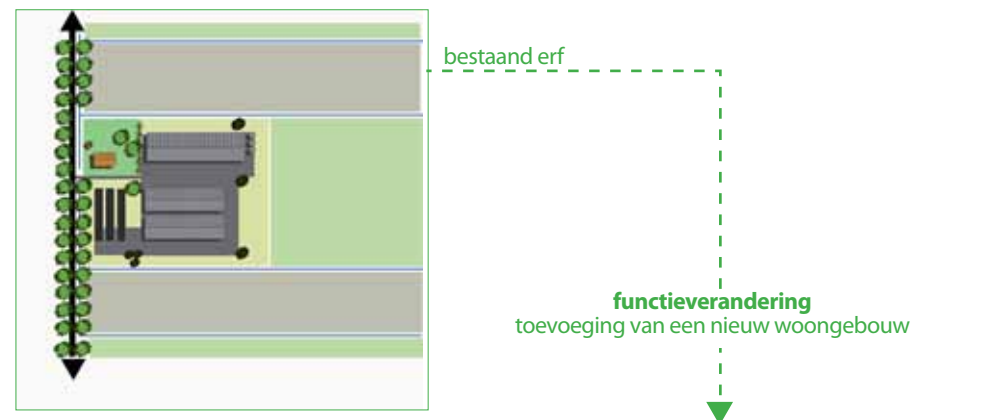 bestaand erf
functieverandering
toevoeging van een nieuw woongebouw